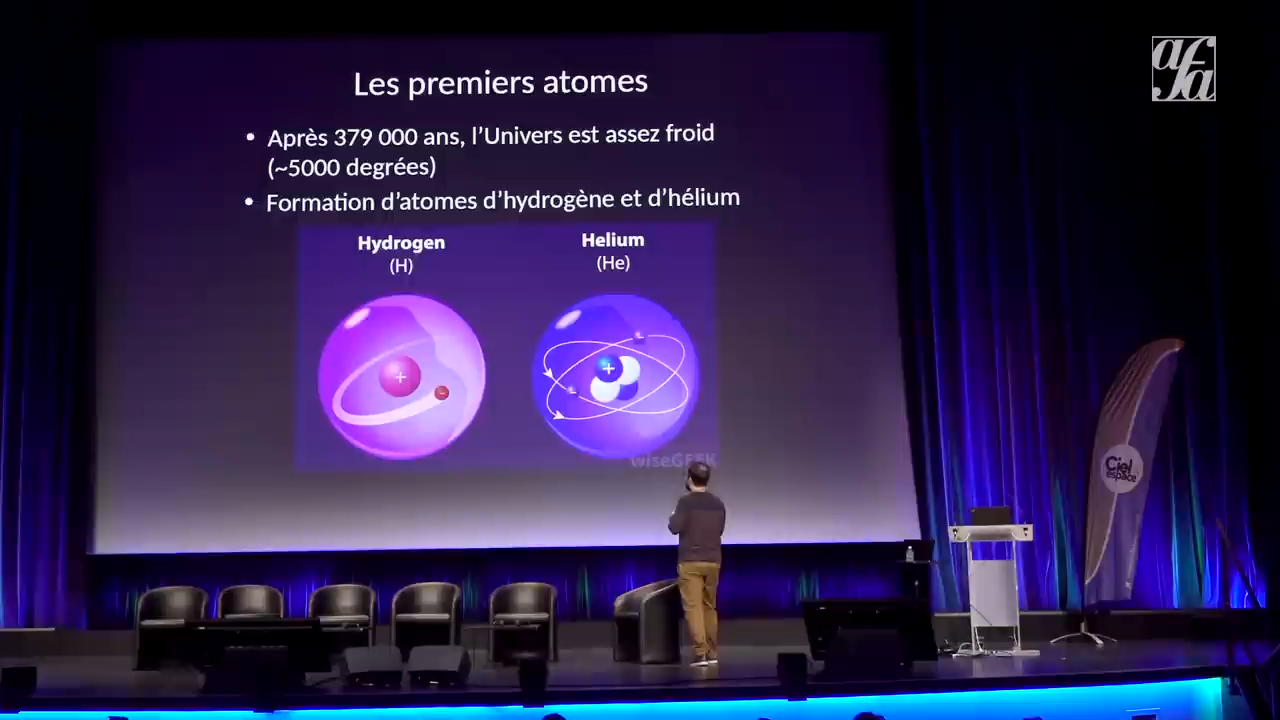 afa
Les premiers atomes
• Après 379 000 ans, l'Univers est assez froid
(~5000 degrées)
• Formation d'atomes d'hydrogène et d'hélium
Hydrogen
(H)
Helium
(He)
+
-
+
wiseGEEK
Ciel
espace